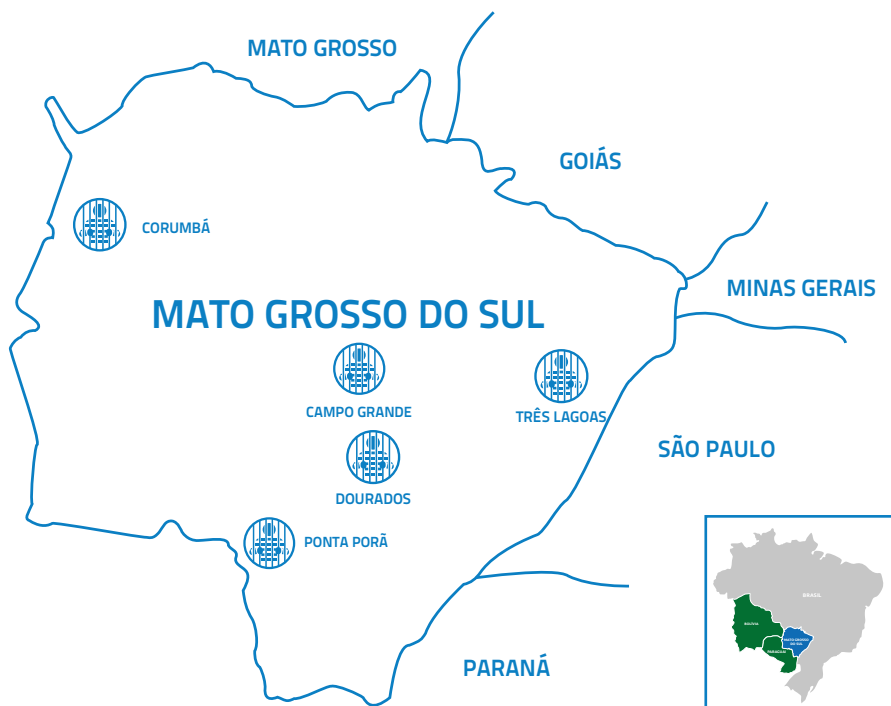 MATO GROSSO
GOIÁS
CORUMBÁ
MINAS GERAIS
MATO GROSSO DO SUL
CAMPO GRANDE
TRÊS LAGOAS
SÃO PAULO
DOURADOS
PONTA PORÃ
PARANÁ
BRASIL
BOLÍVIA
MATO GROSSO
DO SUL
PARAGUAI